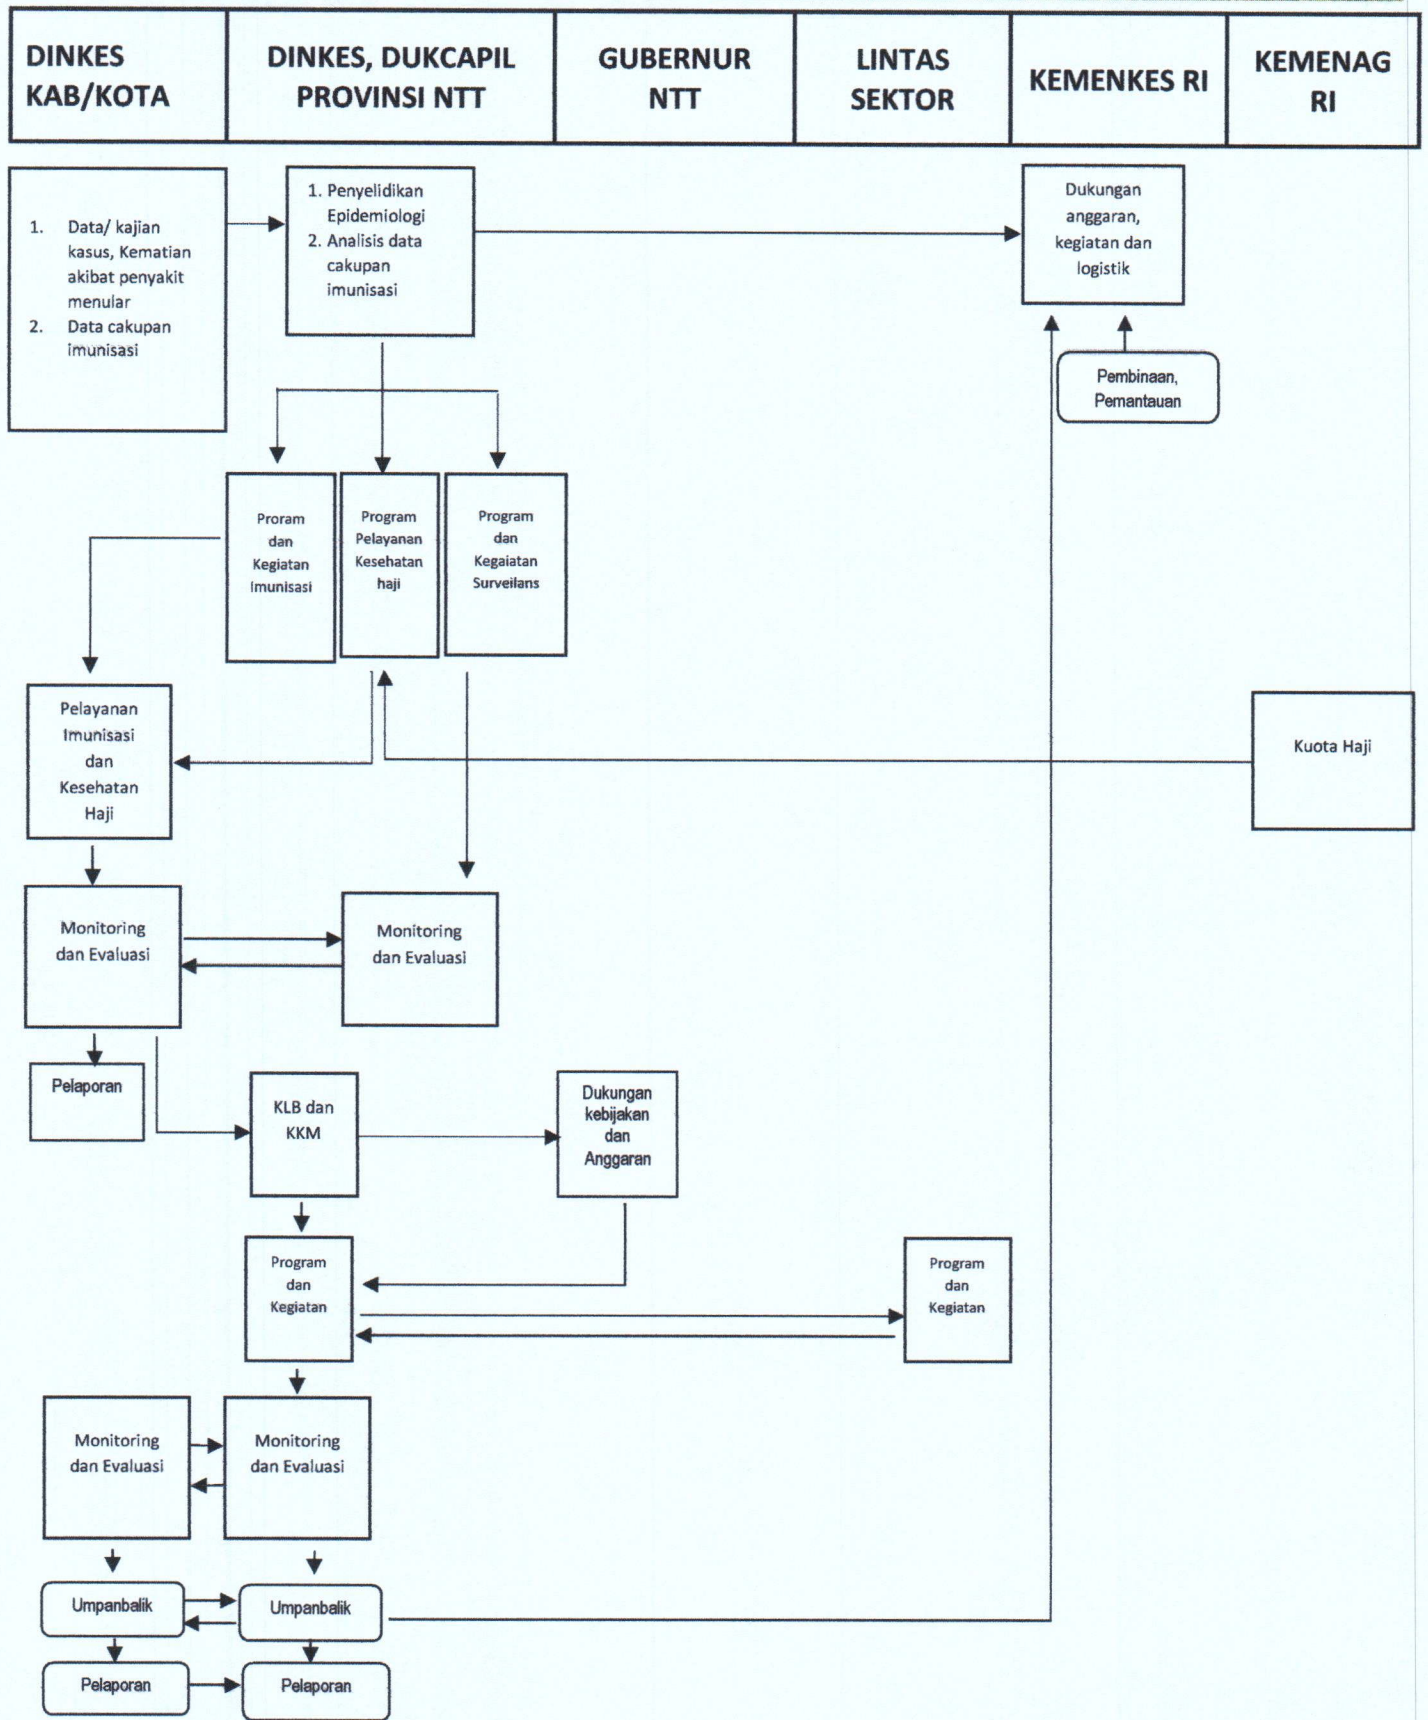 DINKES
KAB/KOTA
DINKES, DUKCAPIL
PROVINSI NTT
GUBERNUR
NTT
LINTAS
SEKTOR
KEMENKES RI
KEMENAG
RI
1. Data/ kajian
kasus, Kematian
akibat penyakit
menular
2. Data cakupan
imunisasi
1. Penyelidikan
Epidemiologi
2. Analisis data
cakupan
imunisasi
Dukungan
anggaran,
kegiatan dan
logistik
Pembinaan,
Pemantauan
Proram
dan
Kegiatan
Imunisasi
Program
Pelayanan
Kesehatan
haji
Program
dan
Kegaiatan
Surveilans
Pelayanan
Imunisasi
dan
Kesehatan
Haji
Kuota Haji
Monitoring
dan Evaluasi
Monitoring
dan Evaluasi
Pelaporan
KLB dan
KKM
Dukungan
kebijakan
dan
Anggaran
Program
dan
Kegiatan
Program
dan
Kegiatan
Monitoring
dan Evaluasi
Monitoring
dan Evaluasi
Umpanbalik
Umpanbalik
Pelaporan
Pelaporan